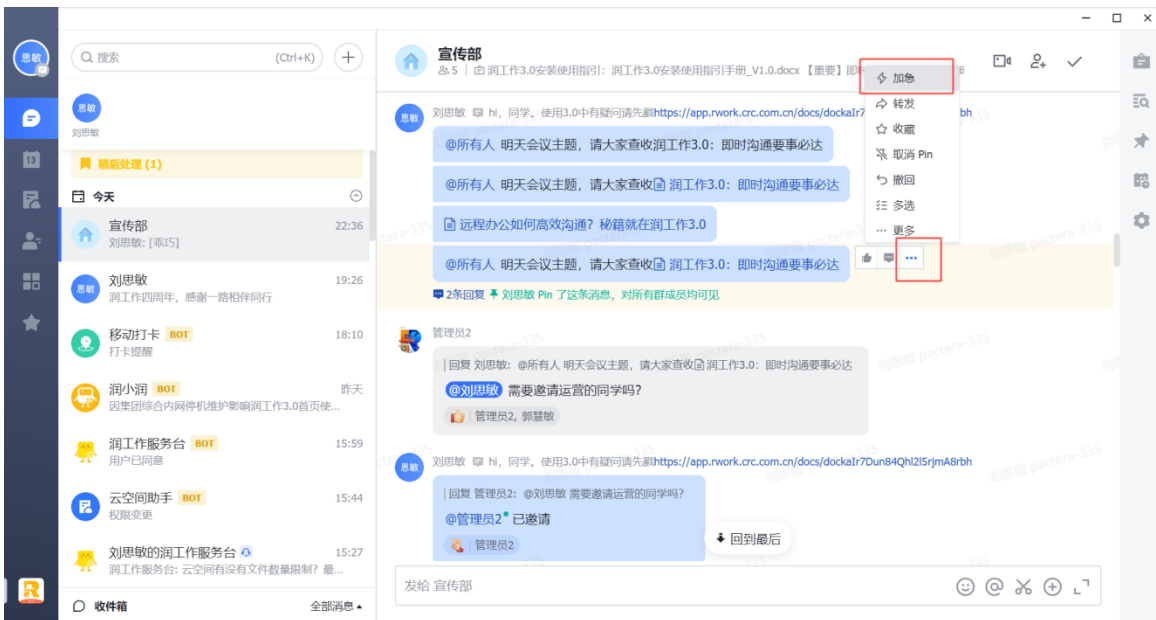 思敏
搜索 (Ctrl+K)
思敏
刘思敏
稍后处理 (1)
今天
宣传部 22:36
刘思敏: [乖巧]
思敏
刘思敏 19:26
润工作四周年，感谢一路相伴同行
移动打卡 BOT 18:10
打卡提醒
润小润 BOT 昨天
因集团综合内网停机维护影响润工作3.0首页使...
润工作服务台 BOT 15:59
用户已同意
云空间助手 BOT 15:44
权限变更
刘思敏的润工作服务台 15:27
润工作服务台: 云空间有没有文件数量限制？最...
收件箱 全部消息
13
宣传部
5 | 润工作3.0安装使用指引：润工作3.0安装使用指引手册_V1.0.docx 【重要】即
加急
转发
收藏
取消 Pin
撤回
多选
更多
思敏
刘思敏 hi，同学。使用3.0中有疑问请先戳https://app.rwork.crc.com.cn/docs/dockaIr7 bh
@所有人 明天会议主题，请大家查收润工作3.0：即时沟通要事必达
@所有人 明天会议主题，请大家查收 润工作3.0：即时沟通要事必达
远程办公如何高效沟通？秘籍就在润工作3.0
@所有人 明天会议主题，请大家查收 润工作3.0：即时沟通要事必达
2条回复 刘思敏 Pin 了这条消息，对所有群成员均可见
管理员2
回复 刘思敏：@所有人 明天会议主题，请大家查收 润工作3.0：即时沟通要事必达
@刘思敏 需要邀请运营的同学吗?
管理员2, 郭慧敏
思敏
刘思敏 hi，同学。使用3.0中有疑问请先戳https://app.rwork.crc.com.cn/docs/dockaIr7Dun84Qhl2l5rjmA8rbh
回复 管理员2：@刘思敏 需要邀请运营的同学吗?
@管理员2 已邀请
管理员2
回到最后
发给 宣传部
刘思敏 pactera-335